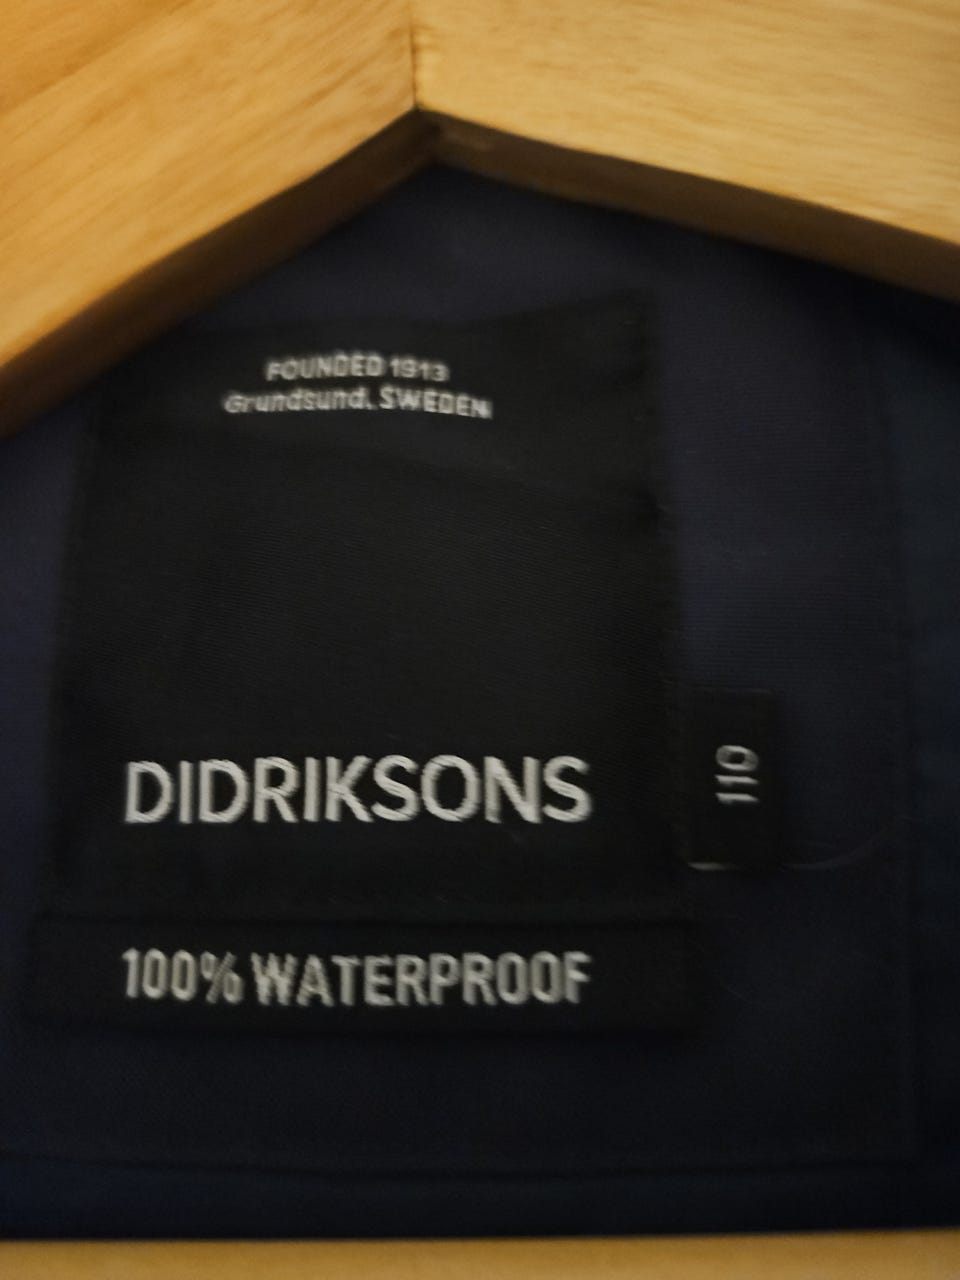 FOUNDED 1913
Grundsund. SWEDEN
DIDRIKSONS
110
100% WATERPROOF